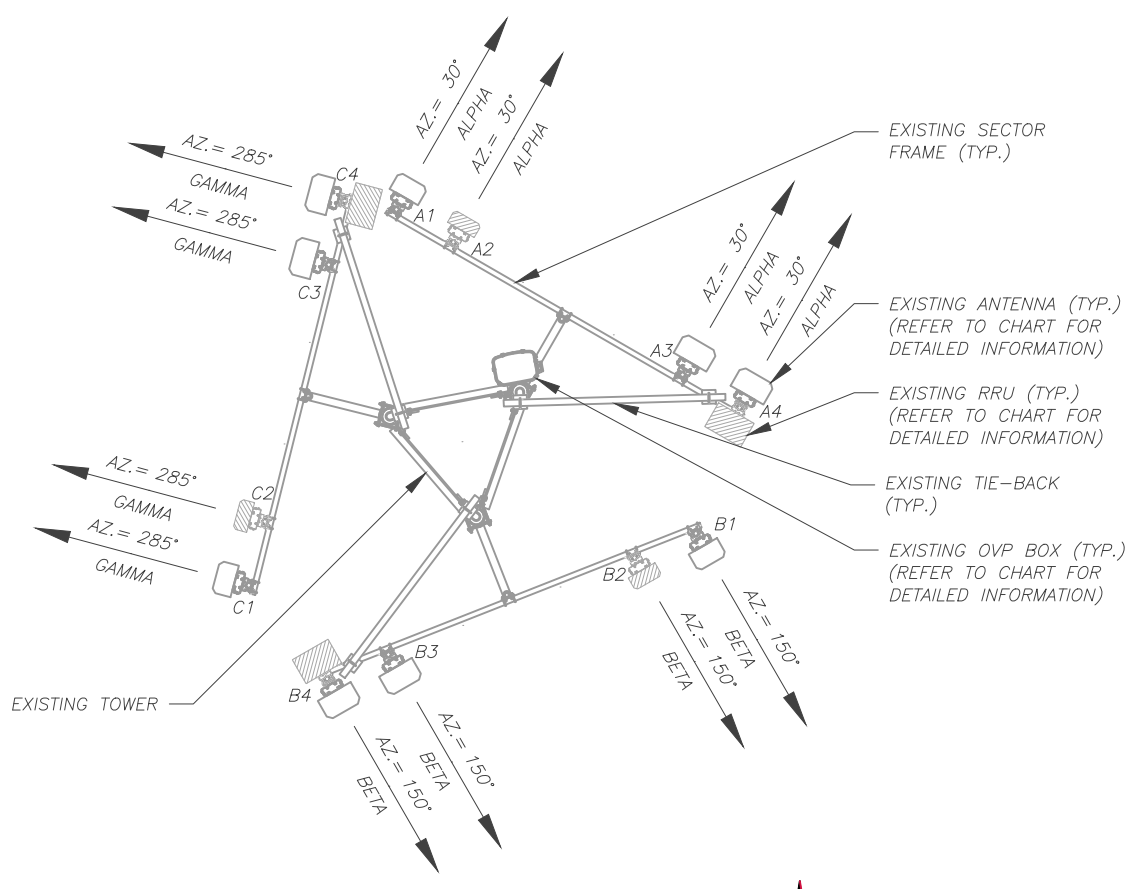 AZ.= 30°
ALPHA
AZ.= 30°
ALPHA
EXISTING SECTOR
FRAME (TYP.)
AZ.= 285°
GAMMA
AZ.= 285°
GAMMA
C4
A1
A2
C3
AZ.= 30°
ALPHA
AZ.= 30°
ALPHA
EXISTING ANTENNA (TYP.)
(REFER TO CHART FOR
DETAILED INFORMATION)
A3
A4
EXISTING RRU (TYP.)
(REFER TO CHART FOR
DETAILED INFORMATION)
EXISTING TIE-BACK
(TYP.)
EXISTING OVP BOX (TYP.)
(REFER TO CHART FOR
DETAILED INFORMATION)
AZ.= 285°
GAMMA
AZ.= 285°
GAMMA
C2
C1
B1
B2
AZ.= 150°
BETA
AZ.= 150°
BETA
B3
B4
EXISTING TOWER
AZ.= 150°
BETA
AZ.= 150°
BETA